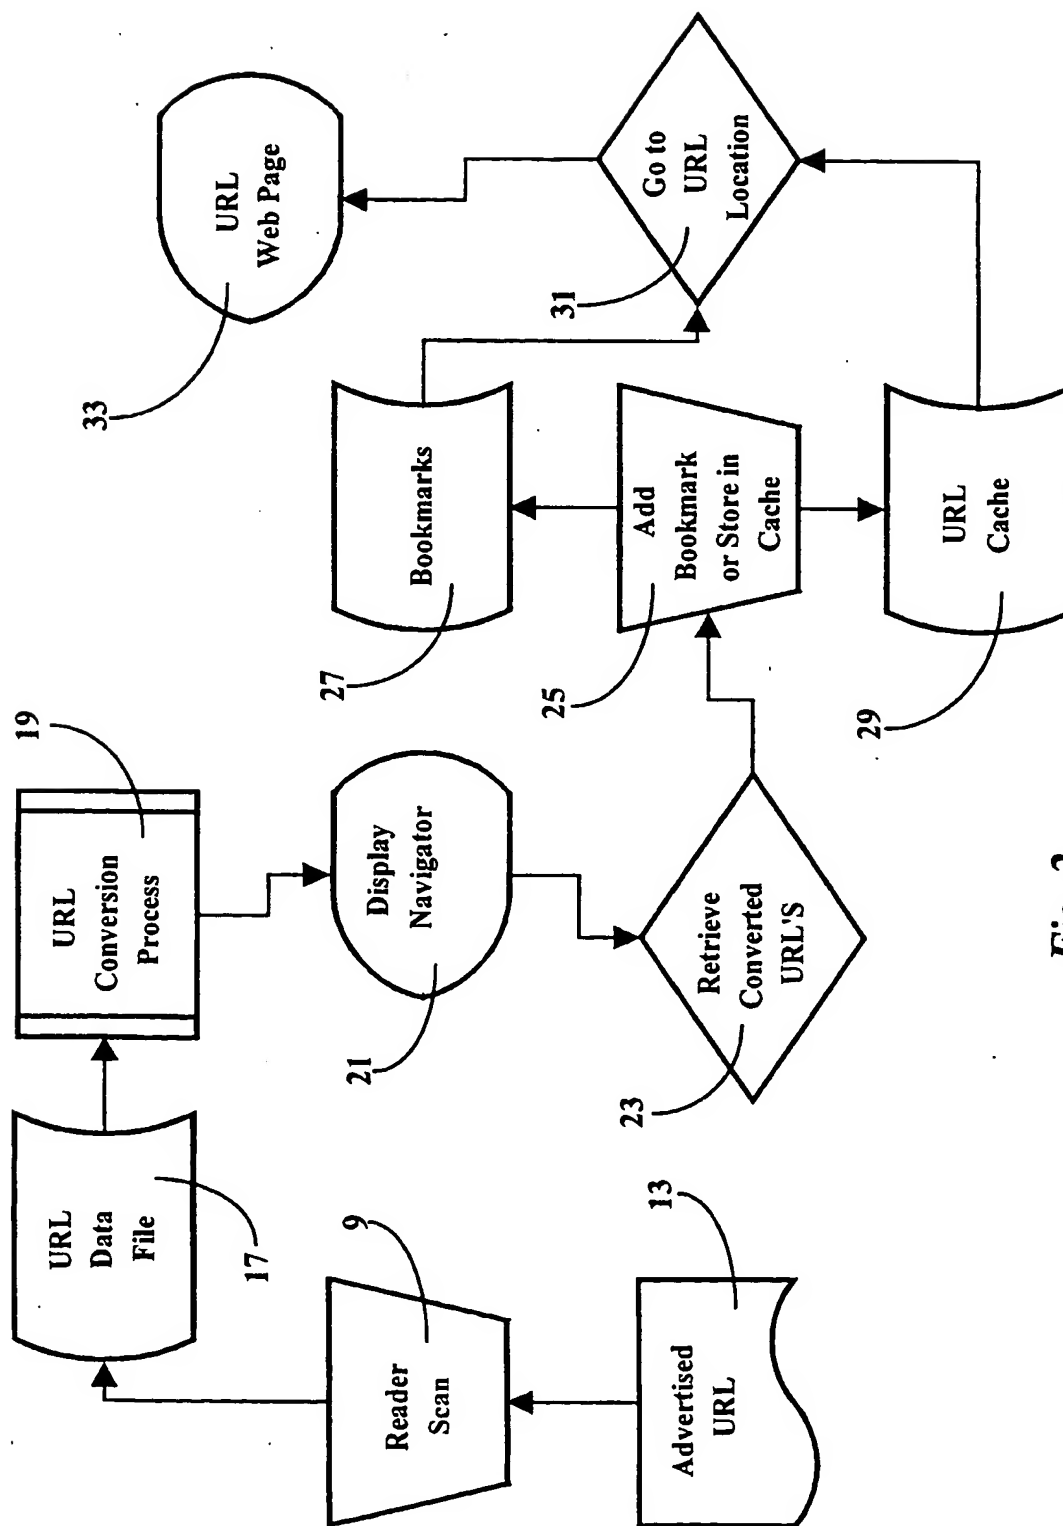 Advertised
URL
13
Reader
Scan
9
URL
Data
File
17
URL
Conversion
Process
19
Display
Navigator
21
Retrieve
Converted
URL'S
23
Add
Bookmark
or Store in
Cache
25
Bookmarks
27
URL
Cache
29
Go to
URL
Location
31
URL
Web Page
33